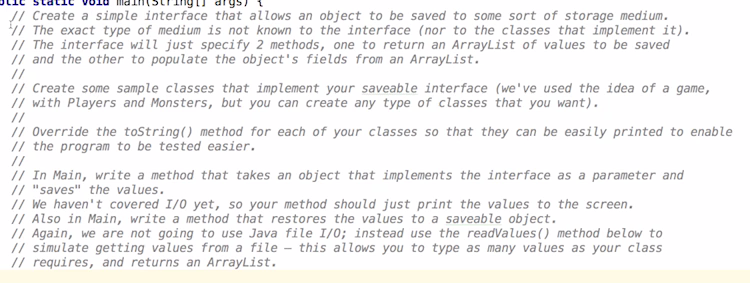 public static void main(String[] args) {
// Create a simple interface that allows an object to be saved to some sort of storage medium.
// The exact type of medium is not known to the interface (nor to the classes that implement it).
// The interface will just specify 2 methods, one to return an ArrayList of values to be saved
// and the other to populate the object's fields from an ArrayList.
//
// Create some sample classes that implement your saveable interface (we've used the idea of a game,
// with Players and Monsters, but you can create any type of classes that you want).
//
// Override the toString() method for each of your classes so that they can be easily printed to enable
// the program to be tested easier.
//
// In Main, write a method that takes an object that implements the interface as a parameter and
// "saves" the values.
// We haven't covered I/O yet, so your method should just print the values to the screen.
// Also in Main, write a method that restores the values to a saveable object.
// Again, we are not going to use Java file I/O; instead use the readValues() method below to
// simulate getting values from a file – this allows you to type as many values as your class
// requires, and returns an ArrayList.